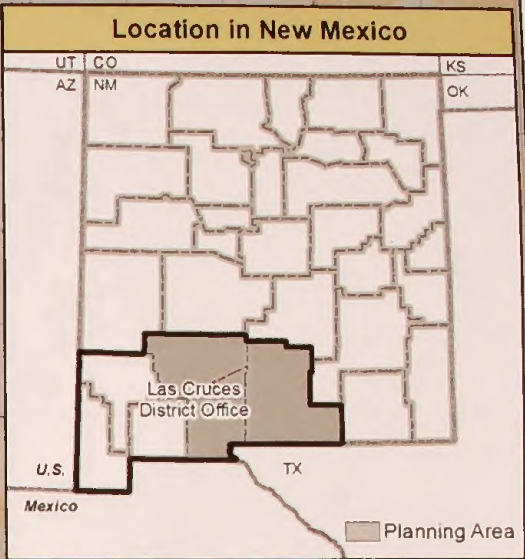 Location in New Mexico
UT CO KS
AZ NM OK
Las Cruces
District Office
U.S. TX
Mexico
Planning Area